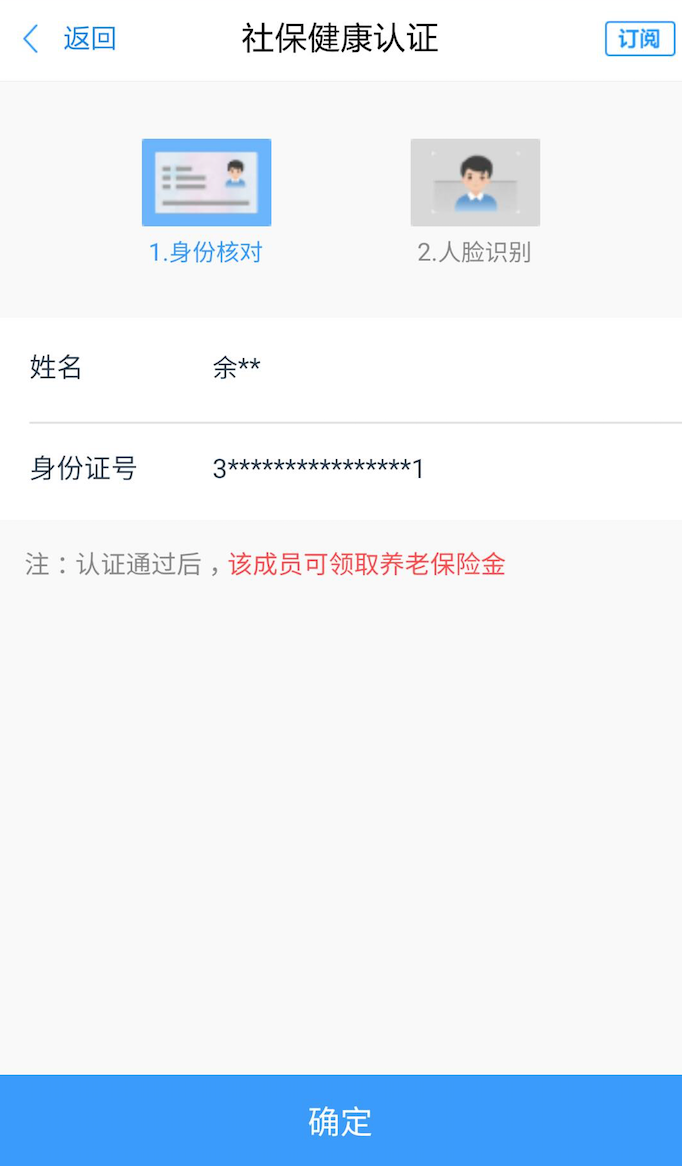 返回 社保健康认证 订阅
1.身份核对 2.人脸识别
姓名 余**
身份证号 3****************1
注：认证通过后，该成员可领取养老保险金
确定